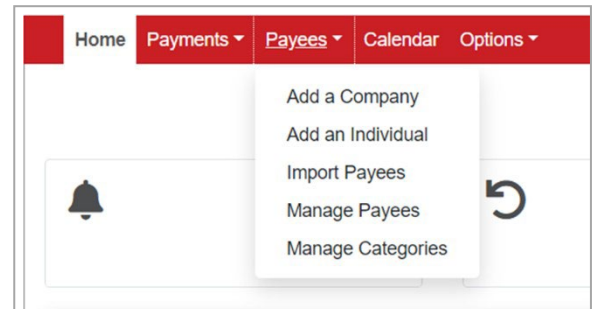 Home Payments Payees Calendar Options
Add a Company
Add an Individual
Import Payees
Manage Payees
Manage Categories